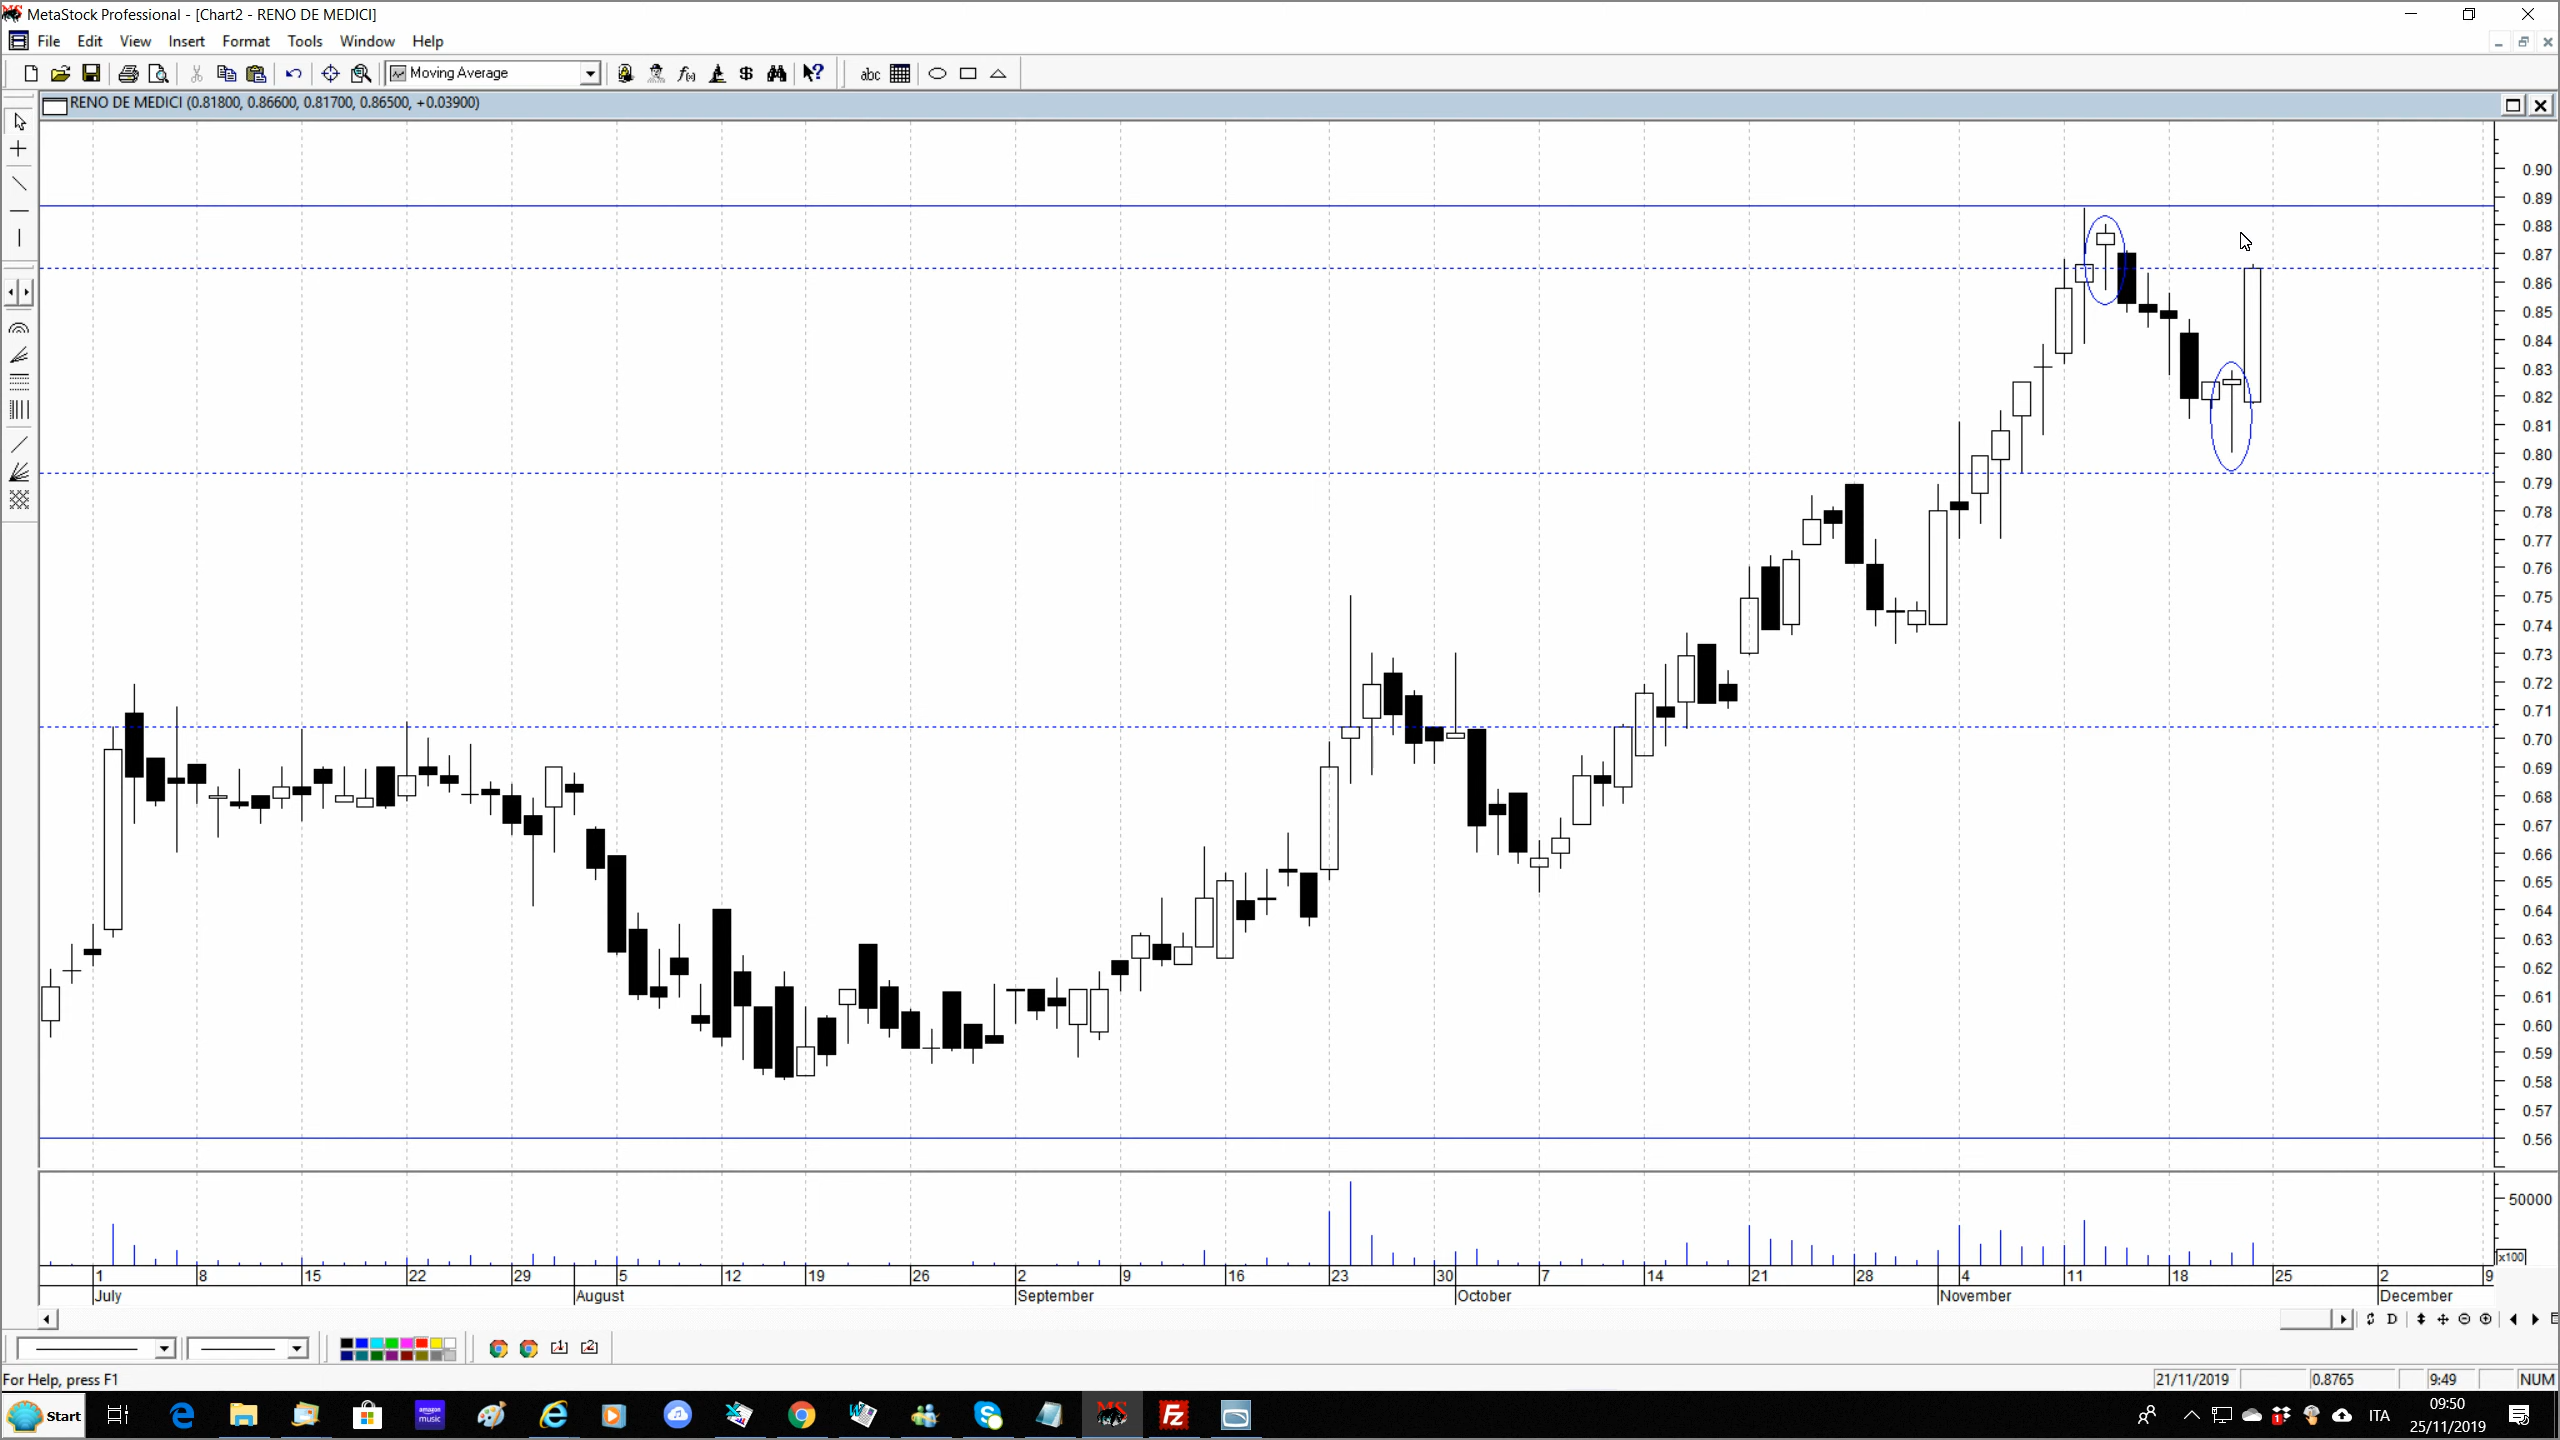 MetaStock Professional - [Chart2 - RENO DE MEDICI]
File Edit View Insert Format Tools Window Help
Moving Average
abc
RENO DE MEDICI (0.81800, 0.86600, 0.81700, 0.86500, +0.03900)
0.90
0.89
0.88
0.87
0.86
0.85
0.84
0.83
0.82
0.81
0.80
0.79
0.78
0.77
0.76
0.75
0.74
0.73
0.72
0.71
0.70
0.69
0.68
0.67
0.66
0.65
0.64
0.63
0.62
0.61
0.60
0.59
0.58
0.57
0.56
50000
x100
1 8 15 22 29 5 12 19 26 2 9 16 23 30 7 14 21 28 4 11 18 25 2 9
July August September October November December
D
For Help, press F1
21/11/2019 0.8765 9:49 NUM
Start
amazon music
ITA
09:50
25/11/2019